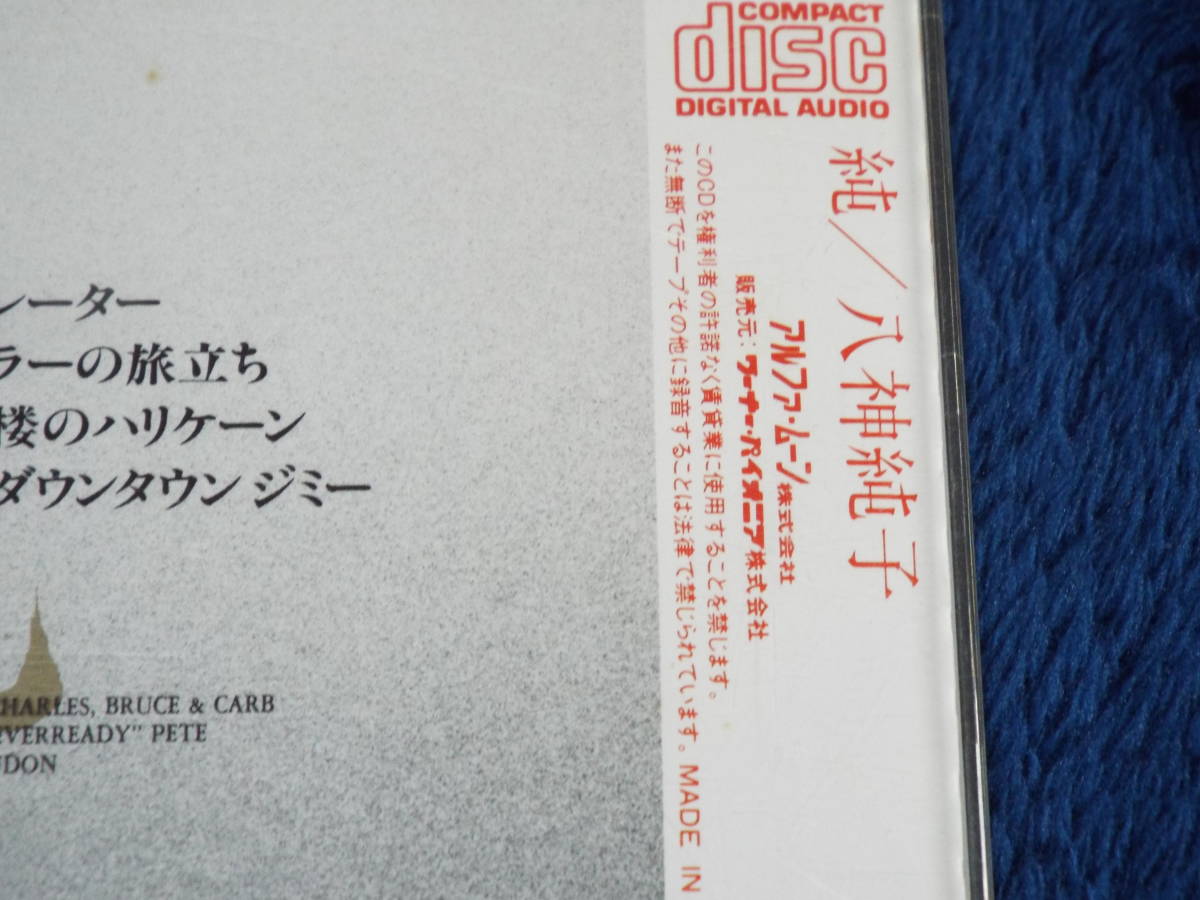 COMPACT
disc
DIGITAL AUDIO
純/八神純子
アルファ・ムーン株式会社
販売元:ワーナー・パイオニア株式会社
このCDを権利者の許諾なく賃貸業に使用することを禁じます。
また無断でテープその他に録音することは法律で禁じられています。MADE IN
レーター
ラーの旅立ち
楼のハリケーン
ダウンタウン ジミー
HARLES, BRUCE & CARB
VERREADY" PETE
UDON